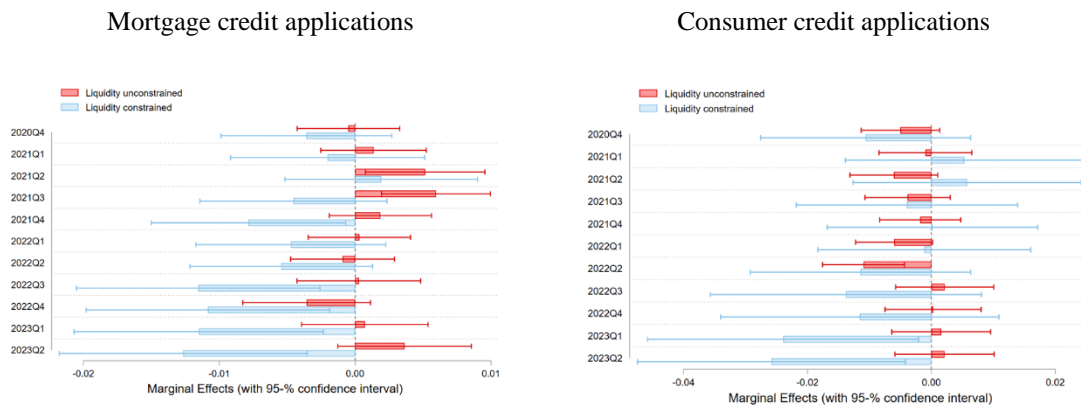 Mortgage credit applications
Liquidity unconstrained
Liquidity constrained
2020Q4
2021Q1
2021Q2
2021Q3
2021Q4
2022Q1
2022Q2
2022Q3
2022Q4
2023Q1
2023Q2
-0.02
-0.01
0.00
0.01
Marginal Effects (with 95-% confidence interval)
Consumer credit applications
Liquidity unconstrained
Liquidity constrained
2020Q4
2021Q1
2021Q2
2021Q3
2021Q4
2022Q1
2022Q2
2022Q3
2022Q4
2023Q1
2023Q2
-0.04
-0.02
0.00
0.02
Marginal Effects (with 95-% confidence interval)